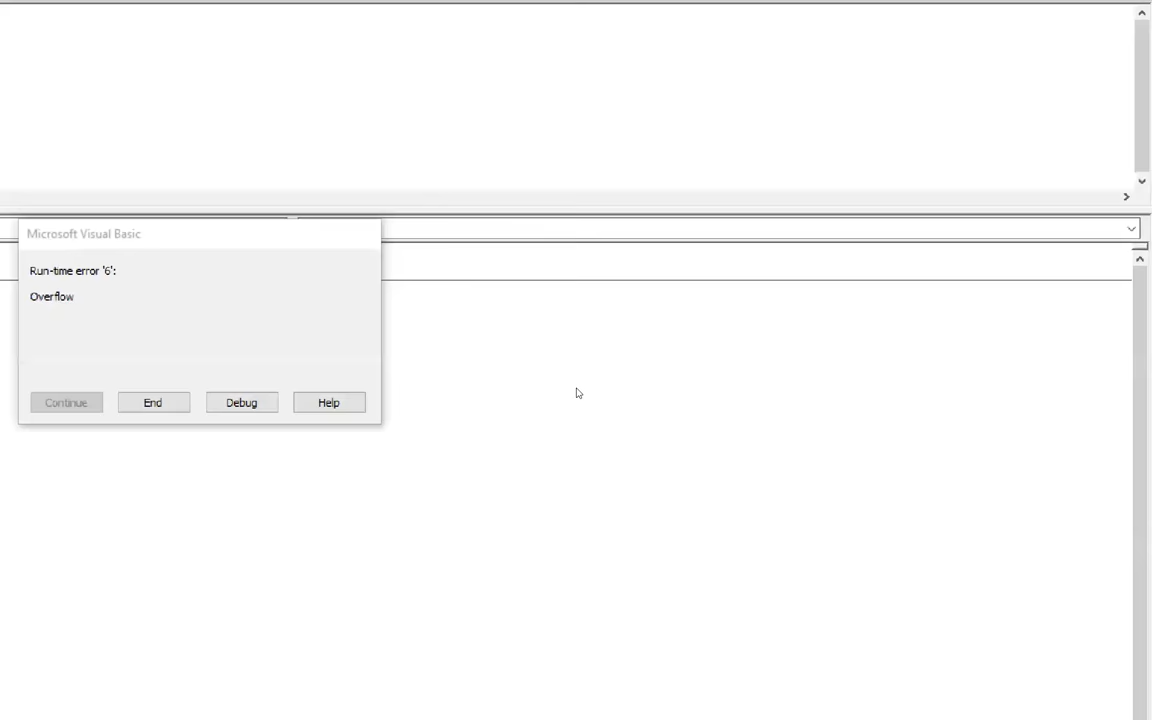 Microsoft Visual Basic
Run-time error '6':
Overflow
Continue
End
Debug
Help